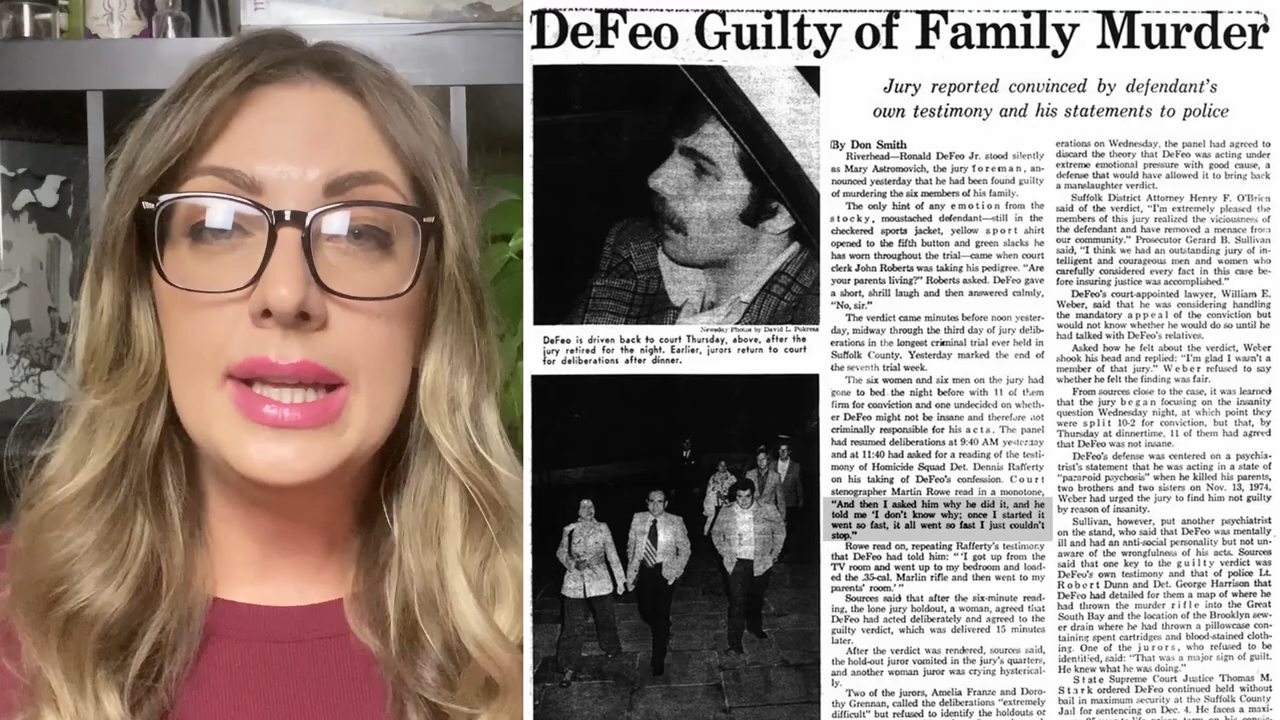 DeFeo Guilty of Family Murder
Jury reported convinced by defendant's
own testimony and his statements to police
Newsday Photos by David L. Pokress
DeFeo is driven back to court Thursday, above, after the
jury retired for the night. Earlier, jurors return to court
for deliberations after dinner.
By Don Smith
Riverhead—Ronald DeFeo Jr. stood silently
as Mary Astromovich, the jury foreman, an-
nounced yesterday that he had been found guilty
of murdering the six members of his family.
The only hint of any emotion from the
stocky, moustached defendant—still in the
checkered sports jacket, yellow sport shirt
opened to the fifth button and green slacks he
has worn throughout the trial—came when court
clerk John Roberts was taking his pedigree. "Are
your parents living?" Roberts asked. DeFeo gave
a short, shrill laugh and then answered calmly,
"No, sir."
The verdict came minutes before noon yester-
day, midway through the third day of jury delib-
erations in the longest criminal trial ever held in
Suffolk County. Yesterday marked the end of
the seventh trial week.
The six women and six men on the jury had
gone to bed the night before with 11 of them
firm for conviction and one undecided on wheth-
er DeFeo might not be insane and therefore not
criminally responsible for his acts. The panel
had resumed deliberations at 9:40 AM yesterday
and at 11:40 had asked for a reading of the testi-
mony of Homicide Squad Det. Dennis Rafferty
on his taking of DeFeo's confession. Court
stenographer Martin Rowe read in a monotone,
"And then I asked him why he did it, and he
told me 'I don't know why; once I started it
went so fast, it all went so fast I just couldn't
stop."
Rowe read on, repeating Rafferty's testimony
that DeFeo had told him: "'I got up from the
TV room and went up to my bedroom and load-
ed the .35-cal. Marlin rifle and then went to my
parents' room.'"
Sources said that after the six-minute read-
ing, the lone jury holdout, a woman, agreed that
DeFeo had acted deliberately and agreed to the
guilty verdict, which was delivered 15 minutes
later.
After the verdict was rendered, sources said,
the hold-out juror vomited in the jury's quarters,
and another woman juror was crying hysterical-
ly.
Two of the jurors, Amelia Franze and Doro-
thy Grennan, called the deliberations "extremely
difficult" but refused to identify the holdouts or
erations on Wednesday, the panel had agreed to
discard the theory that DeFeo was acting under
extreme emotional pressure with good cause, a
defense that would have allowed it to bring back
a manslaughter verdict.
Suffolk District Attorney Henry F. O'Brien
said of the verdict, "I'm extremely pleased the
members of this jury realized the viciousness of
the defendant and have removed a menace from
our community." Prosecutor Gerard B. Sullivan
said, "I think we had an outstanding jury of in-
telligent and courageous men and women who
carefully considered every fact in this case be-
fore insuring justice was accomplished."
DeFeo's court-appointed lawyer, William E.
Weber, said that he was considering handling
the mandatory appeal of the conviction but
would not know whether he would do so until he
had talked with DeFeo's relatives.
Asked how he felt about the verdict, Weber
shook his head and replied: "I'm glad I wasn't a
member of that jury." Weber refused to say
whether he felt the finding was fair.
From sources close to the case, it was learned
that the jury began focusing on the insanity
question Wednesday night, at which point they
were split 10-2 for conviction, but that, by
Thursday at dinnertime, 11 of them had agreed
that DeFeo was not insane.
DeFeo's defense was centered on a psychia-
trist's statement that he was acting in a state of
"paranoid psychosis" when he killed his parents,
two brothers and two sisters on Nov. 13, 1974.
Weber had urged the jury to find him not guilty
by reason of insanity.
Sullivan, however, put another psychiatrist
on the stand, who said that DeFeo was mentally
ill and had an anti-social personality but not un-
aware of the wrongfulness of his acts. Sources
said that one key to the guilty verdict was
DeFeo's own testimony and that of police Lt.
Robert Dunn and Det. George Harrison that
DeFeo had detailed for them a map of where he
had thrown the murder rifle into the Great
South Bay and the location of the Brooklyn sew-
er drain where he had thrown a pillowcase con-
taining spent cartridges and blood-stained cloth-
ing. One of the jurors, who refused to be
identified, said: "That was a major sign of guilt.
He knew what he was doing."
State Supreme Court Justice Thomas M.
Stark ordered DeFeo continued held without
bail in maximum security at the Suffolk County
Jail for sentencing on Dec. 4. He faces a maxi-